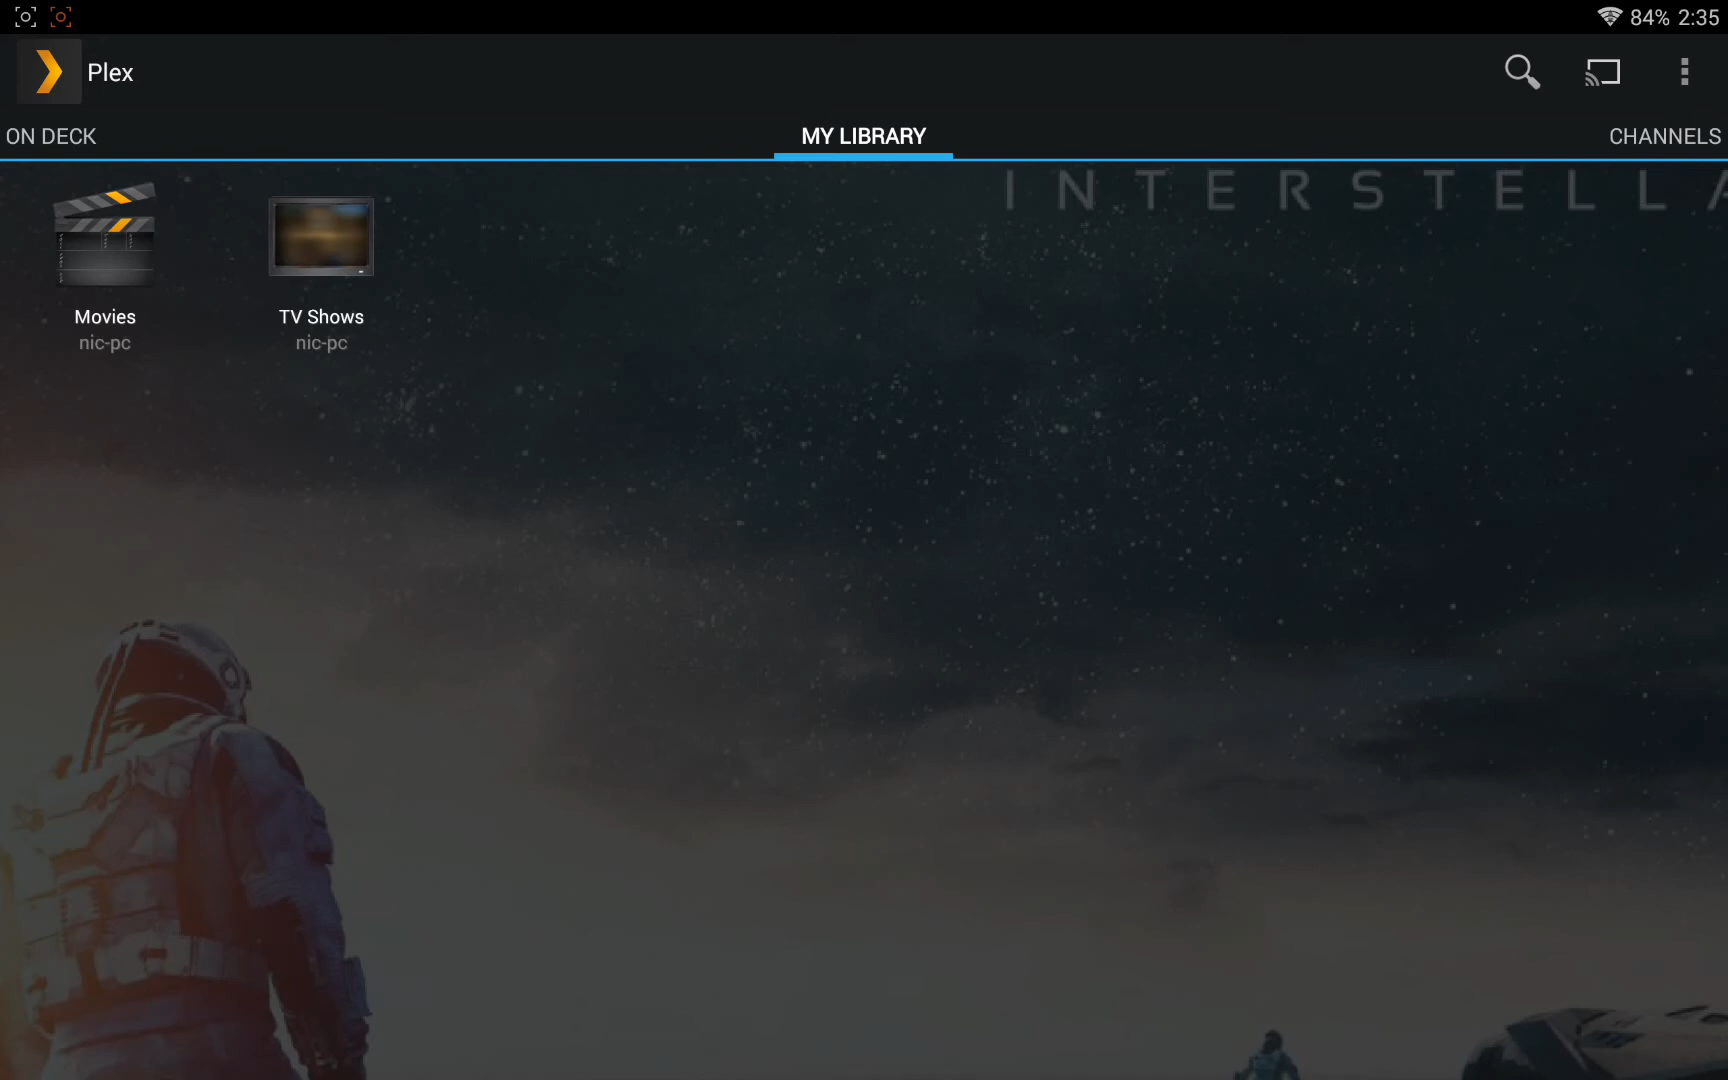 84% 2:35
Plex
ON DECK
MY LIBRARY
CHANNELS
INTERSTELLA
Movies
TV Shows
nic-pc
nic-pc